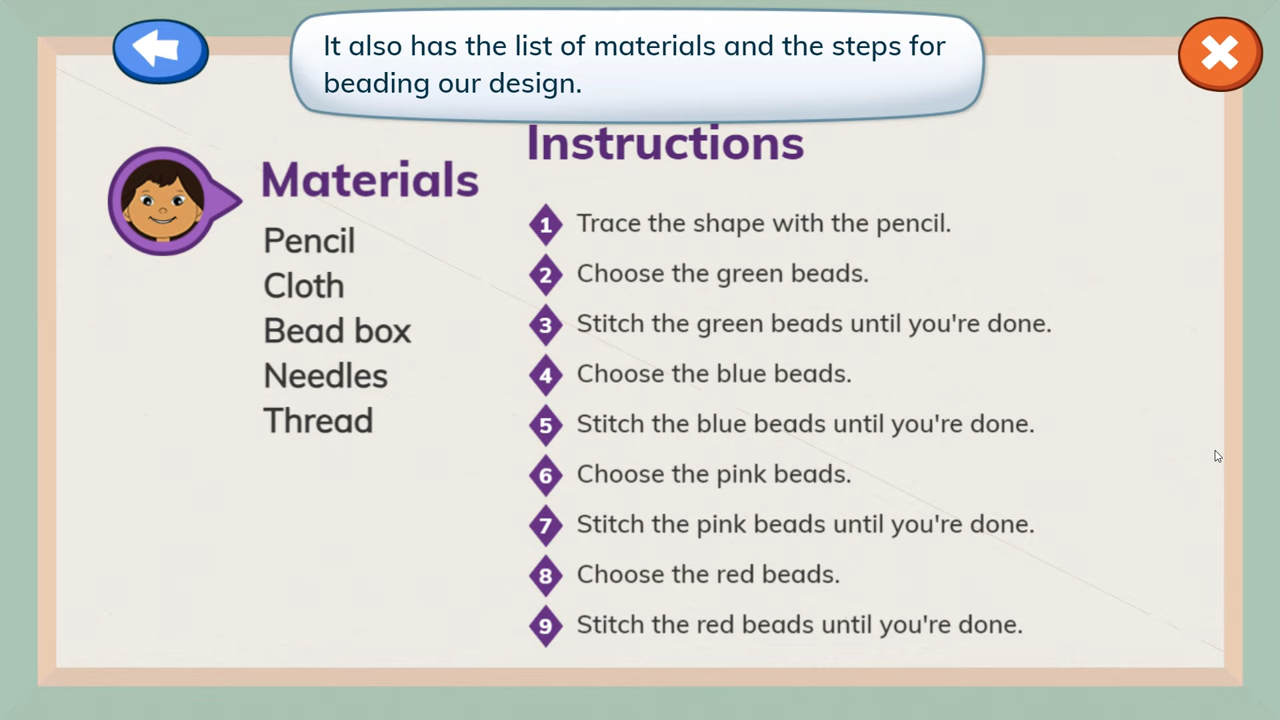 It also has the list of materials and the steps for
beading our design.
Materials
Pencil
Cloth
Bead box
Needles
Thread
Instructions
1 Trace the shape with the pencil.
2 Choose the green beads.
3 Stitch the green beads until you're done.
4 Choose the blue beads.
5 Stitch the blue beads until you're done.
6 Choose the pink beads.
7 Stitch the pink beads until you're done.
8 Choose the red beads.
9 Stitch the red beads until you're done.